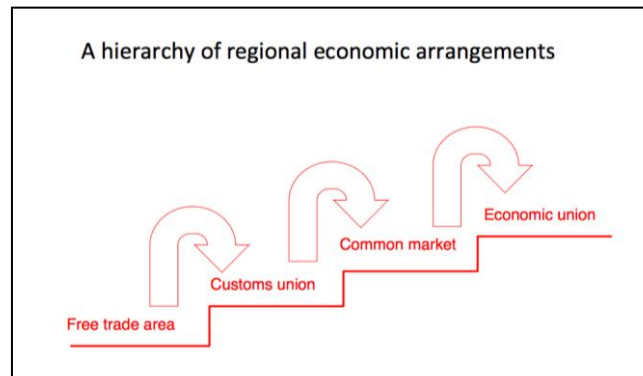 A hierarchy of regional economic arrangements
Economic union
Common market
Customs union
Free trade area